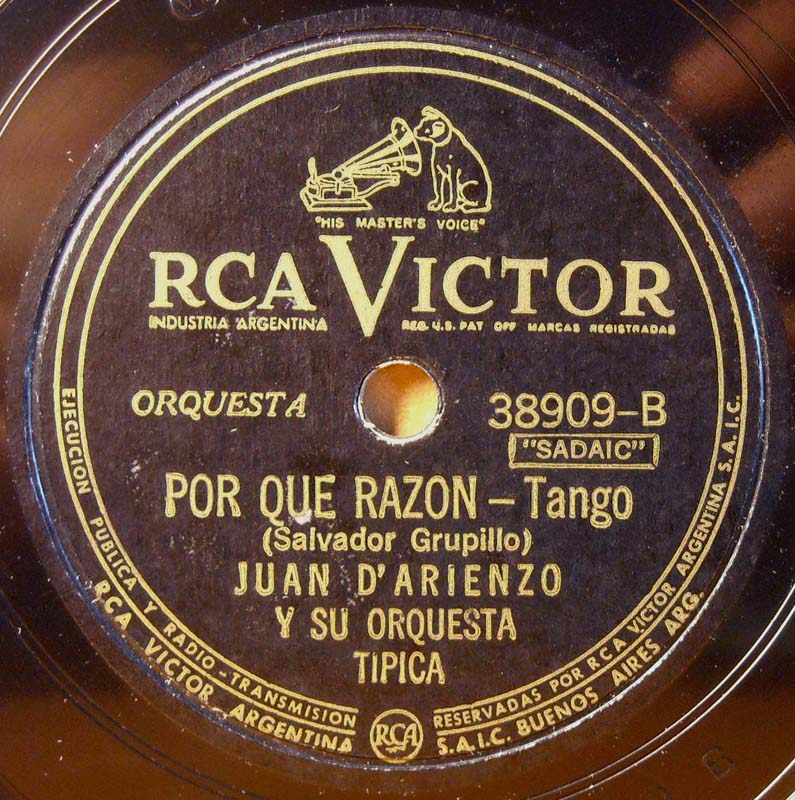 "HIS MASTER'S VOICE"
RCA VICTOR
INDUSTRIA ARGENTINA
REG. U.S. PAT OFF MARCAS REGISTRADAS
ORQUESTA
38909-B
"SADAIC"
POR QUE RAZON - Tango
(Salvador Grupillo)
JUAN D'ARIENZO
Y SU ORQUESTA
TIPICA
EJECUCION PUBLICA Y RADIO-TRANSMISION
RESERVADAS POR RCA VICTOR ARGENTINA S.A.I.C.
RCA VICTOR ARGENTINA
RCA
S.A.I.C. BUENOS AIRES ARG.
B